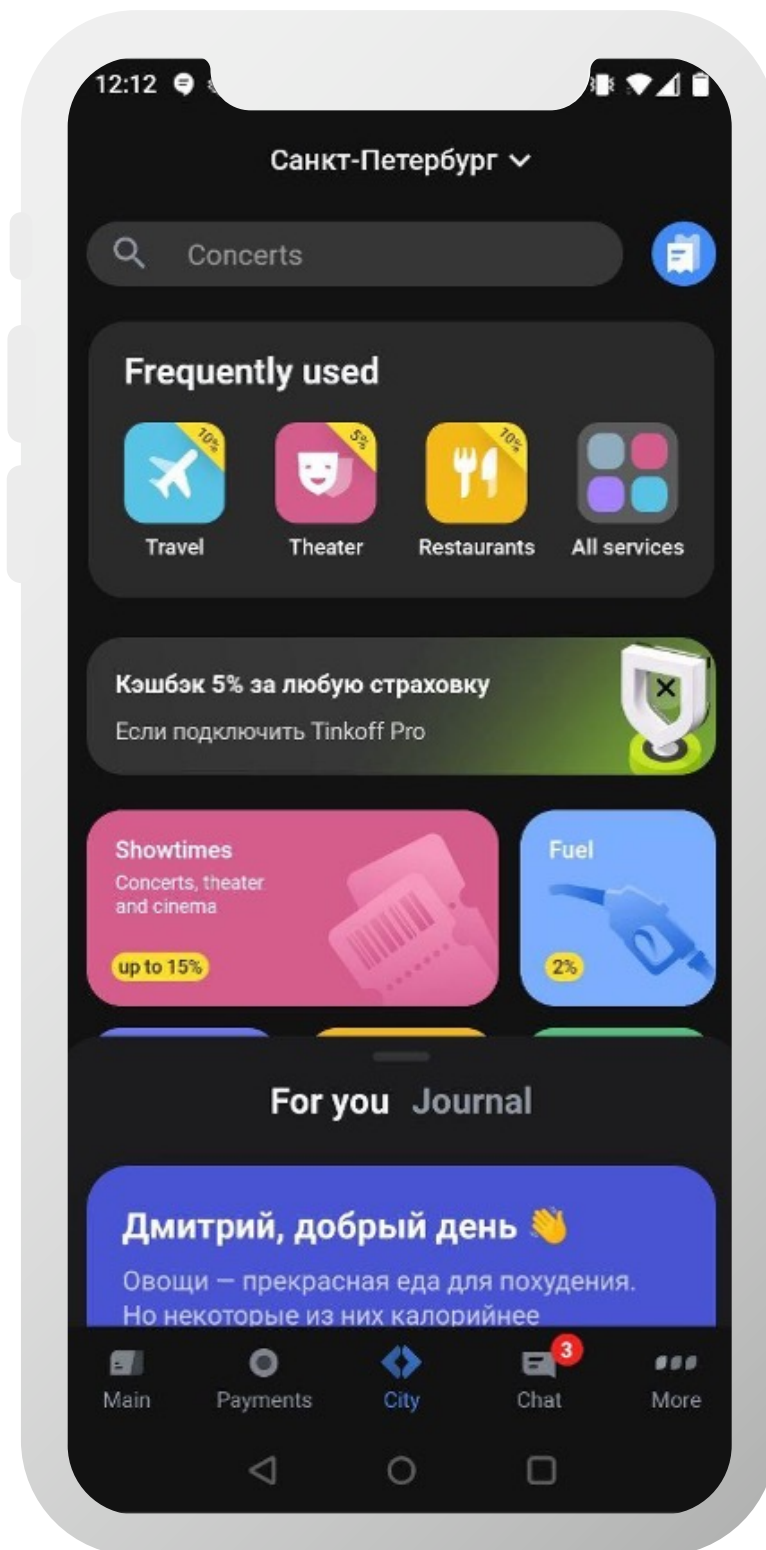 12:12
Санкт-Петербург
Concerts
Frequently used
10%
5%
10%
Travel
Theater
Restaurants
All services
Кэшбэк 5% за любую страховку
Если подключить Tinkoff Pro
Showtimes
Concerts, theater
and cinema
up to 15%
Fuel
2%
For you
Journal
Дмитрий, добрый день 👋
Овощи — прекрасная еда для похудения.
Но некоторые из них калорийнее
3
Main
Payments
City
Chat
More